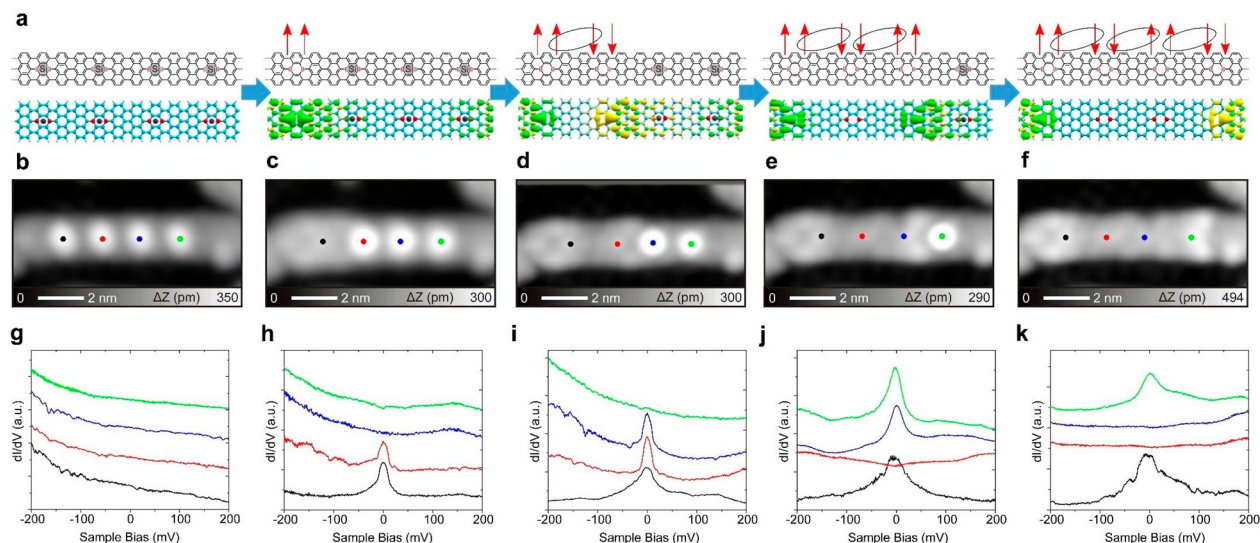 a
S S S S
S S S
S S
S
b c d e f
0 2 nm ΔZ (pm) 350
0 2 nm ΔZ (pm) 300
0 2 nm ΔZ (pm) 300
0 2 nm ΔZ (pm) 290
0 2 nm ΔZ (pm) 494
g h i j k
dI/dV (a.u.)
-200 -100 0 100 200
Sample Bias (mV)
dI/dV (a.u.)
-200 -100 0 100 200
Sample Bias (mV)
dI/dV (a.u.)
-200 -100 0 100 200
Sample Bias (mV)
dI/dV (a.u.)
-200 -100 0 100 200
Sample Bias (mV)
dI/dV (a.u.)
-200 -100 0 100 200
Sample Bias (mV)